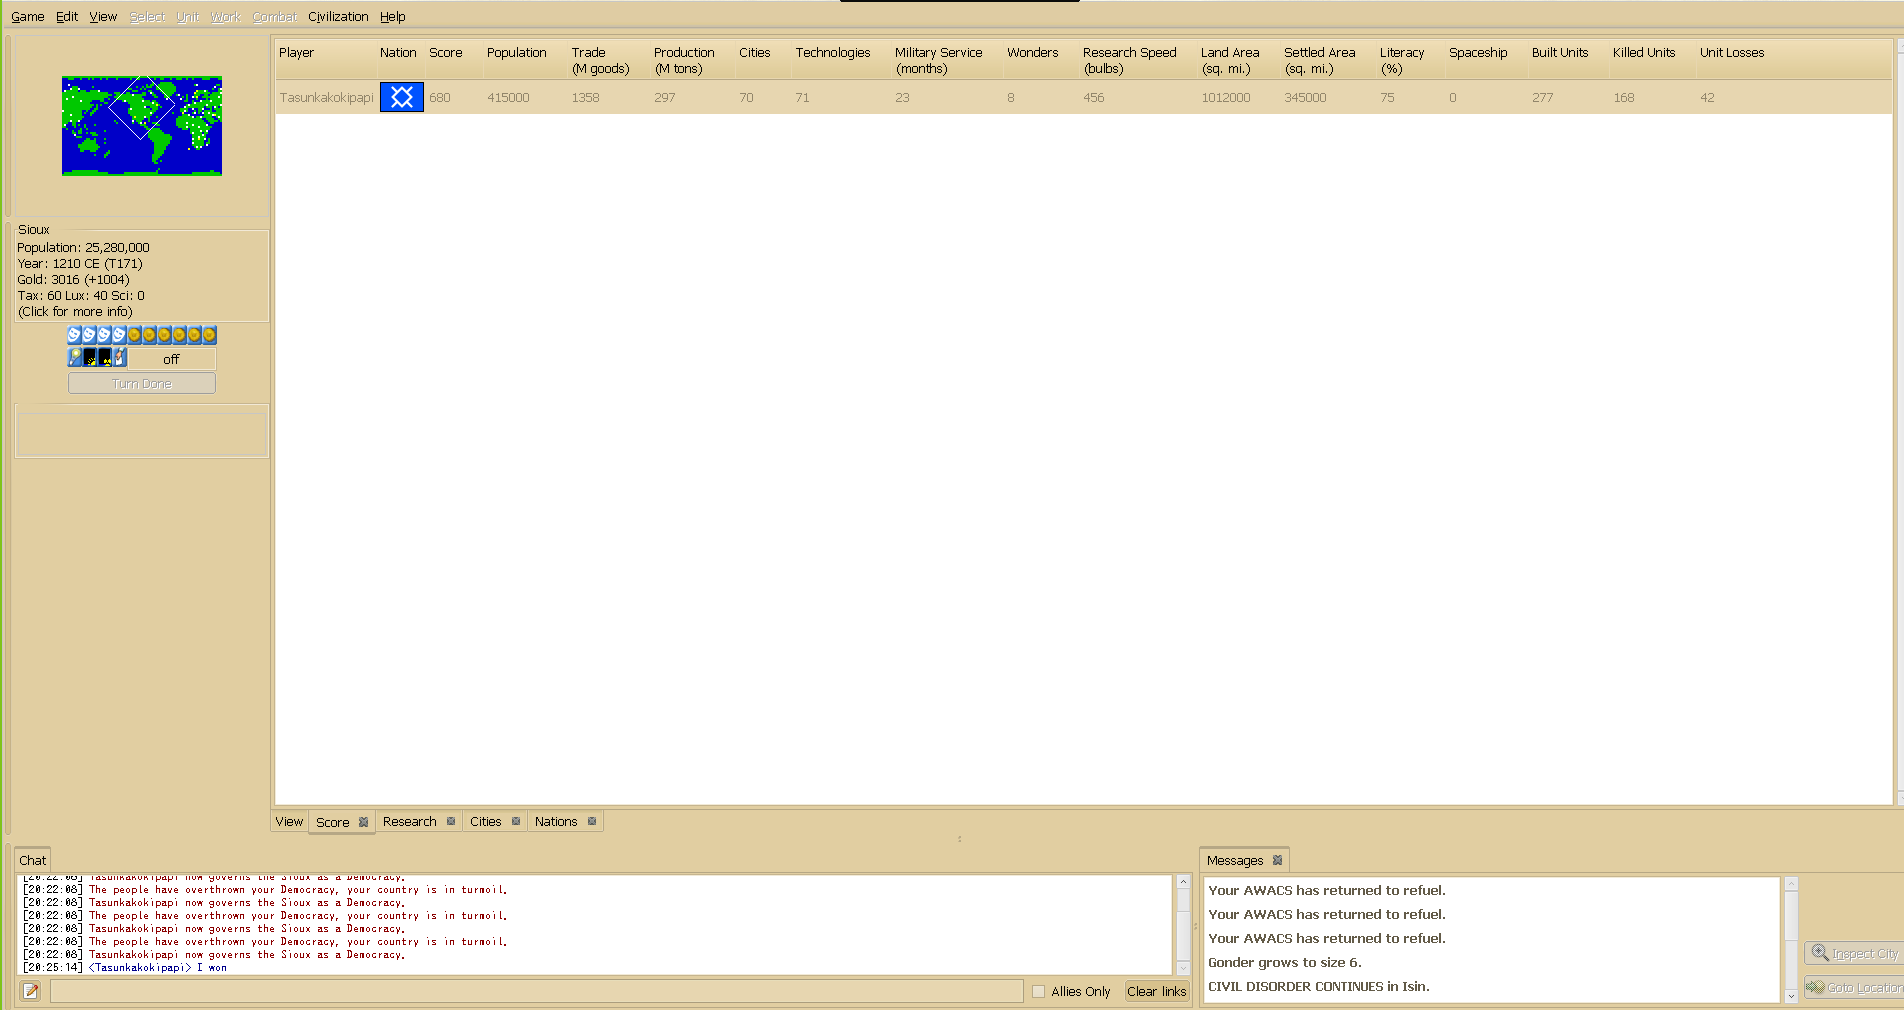 Game Edit View Select Unit Work Combat Civilization Help
Player Nation Score Population Trade (M goods) Production (M tons) Cities Technologies Military Service (months) Wonders Research Speed (bulbs) Land Area (sq. mi.) Settled Area (sq. mi.) Literacy (%) Spaceship Built Units Killed Units Unit Losses
Tasunkakokipapi 680 415000 1358 297 70 71 23 8 456 1012000 345000 75 0 277 168 42
Sioux
Population: 25,280,000
Year: 1210 CE (T171)
Gold: 3016 (+1004)
Tax: 60 Lux: 40 Sci: 0
(Click for more info)
off
Turn Done
View Score Research Cities Nations
Chat
[20:22:08] Tasunkakokipapi now governs the Sioux as a Democracy.
[20:22:08] The people have overthrown your Democracy, your country is in turmoil.
[20:22:08] Tasunkakokipapi now governs the Sioux as a Democracy.
[20:22:08] The people have overthrown your Democracy, your country is in turmoil.
[20:22:08] Tasunkakokipapi now governs the Sioux as a Democracy.
[20:22:08] The people have overthrown your Democracy, your country is in turmoil.
[20:22:08] Tasunkakokipapi now governs the Sioux as a Democracy.
[20:25:14] <Tasunkakokipapi> I won
Allies Only Clear links
Messages
Your AWACS has returned to refuel.
Your AWACS has returned to refuel.
Your AWACS has returned to refuel.
Gonder grows to size 6.
CIVIL DISORDER CONTINUES in Isin.
Inspect City
Goto Location